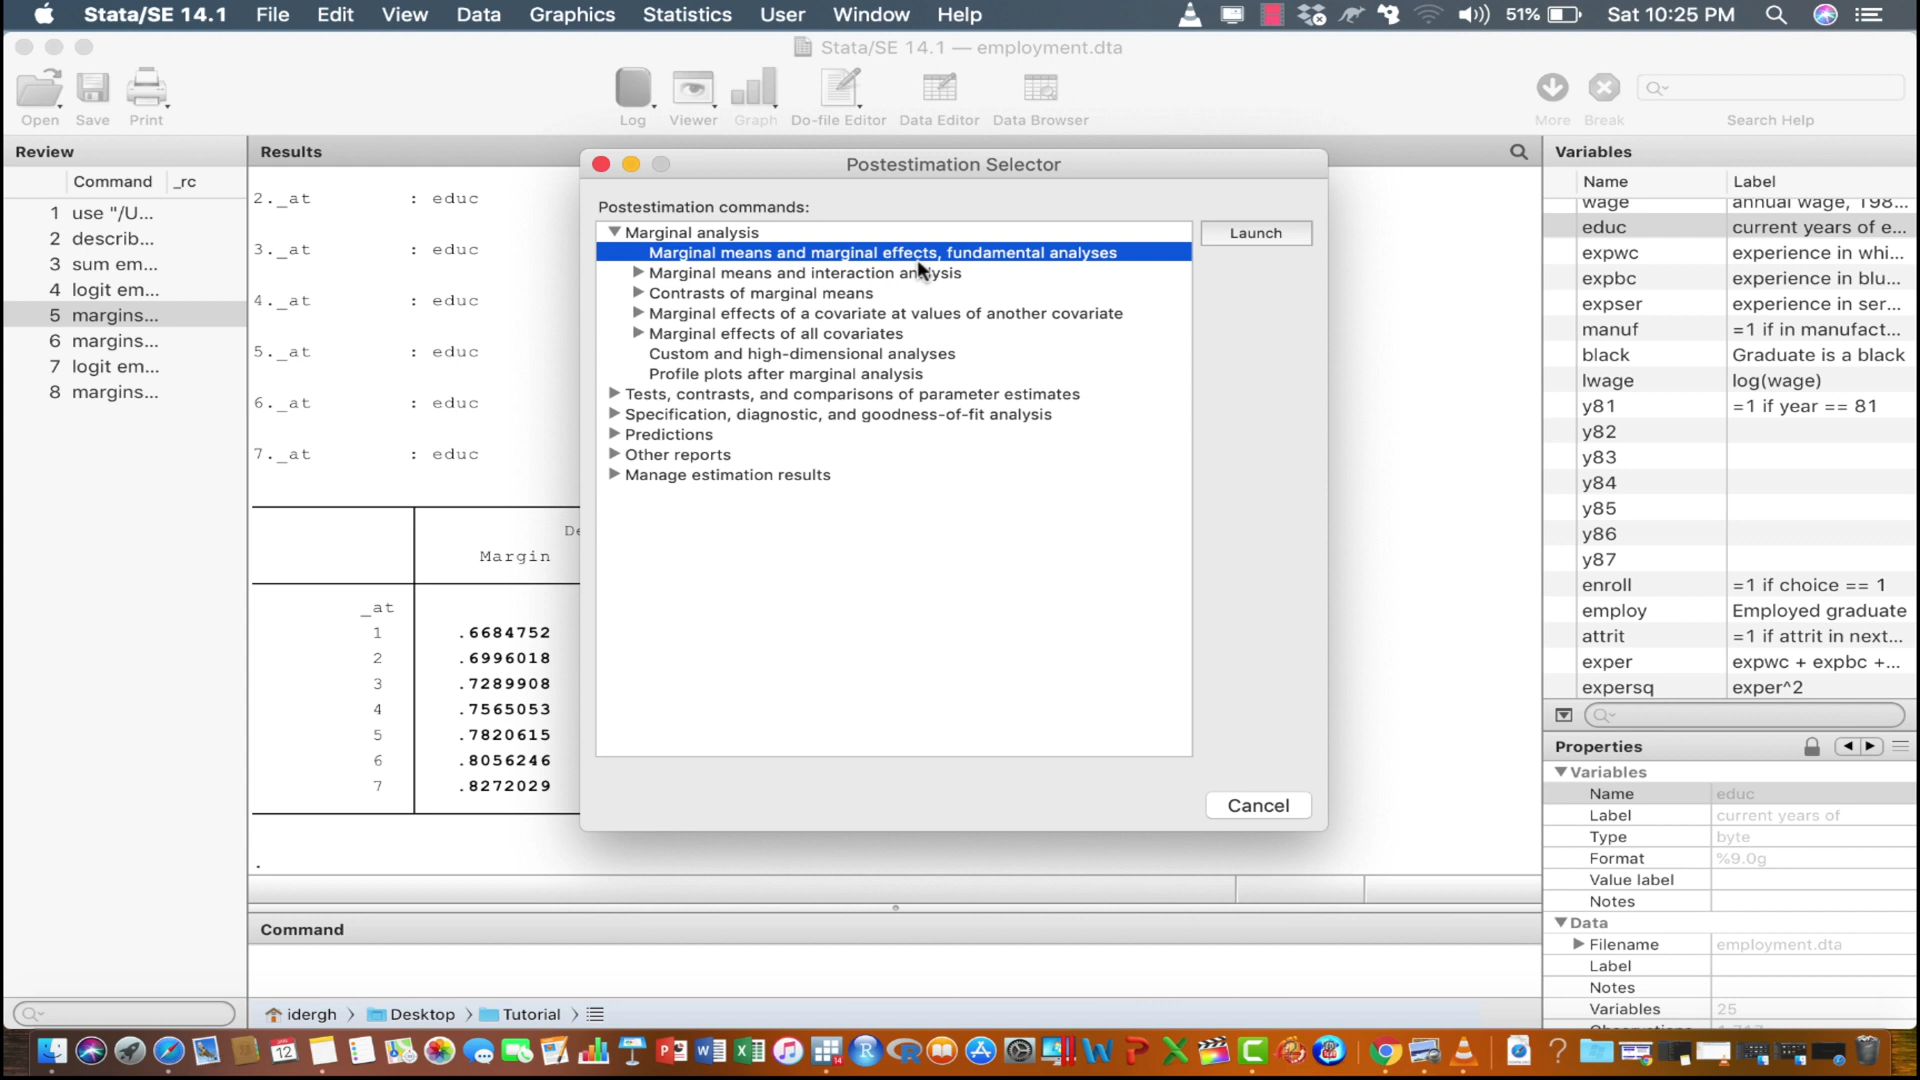 Stata/SE 14.1 File Edit View Data Graphics Statistics User Window Help 51% Sat 10:25 PM
Stata/SE 14.1 — employment.dta
Open Save Print Log Viewer Graph Do-file Editor Data Editor Data Browser More Break Search Help
Review
Command _rc
1 use "/U...
2 describ...
3 sum em...
4 logit em...
5 margins...
6 margins...
7 logit em...
8 margins...
Results
2._at : educ
3._at : educ
4._at : educ
5._at : educ
6._at : educ
7._at : educ
Margin
_at
1 .6684752
2 .6996018
3 .7289908
4 .7565053
5 .7820615
6 .8056246
7 .8272029
.
Postestimation Selector
Postestimation commands:
Marginal analysis
Marginal means and marginal effects, fundamental analyses
Marginal means and interaction analysis
Contrasts of marginal means
Marginal effects of a covariate at values of another covariate
Marginal effects of all covariates
Custom and high-dimensional analyses
Profile plots after marginal analysis
Tests, contrasts, and comparisons of parameter estimates
Specification, diagnostic, and goodness-of-fit analysis
Predictions
Other reports
Manage estimation results
Launch
Cancel
Command
idergh Desktop Tutorial
Variables
Name Label
wage annual wage, 198...
educ current years of e...
expwc experience in whi...
expbc experience in blu...
expser experience in ser...
manuf =1 if in manufact...
black Graduate is a black
lwage log(wage)
y81 =1 if year == 81
y82
y83
y84
y85
y86
y87
enroll =1 if choice == 1
employ Employed graduate
attrit =1 if attrit in next...
exper expwc + expbc +...
expersq exper^2
Properties
Variables
Name educ
Label current years of
Type byte
Format %9.0g
Value label
Notes
Data
Filename employment.dta
Label
Notes
Variables 25